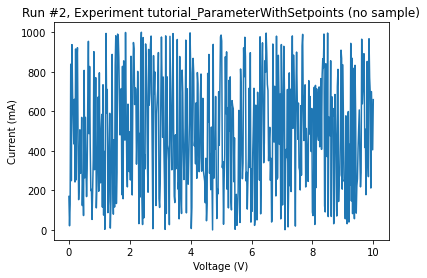 Run #2, Experiment tutorial_ParameterWithSetpoints (no sample)
1000
800
600
400
200
0
Current (mA)
0 2 4 6 8 10
Voltage (V)